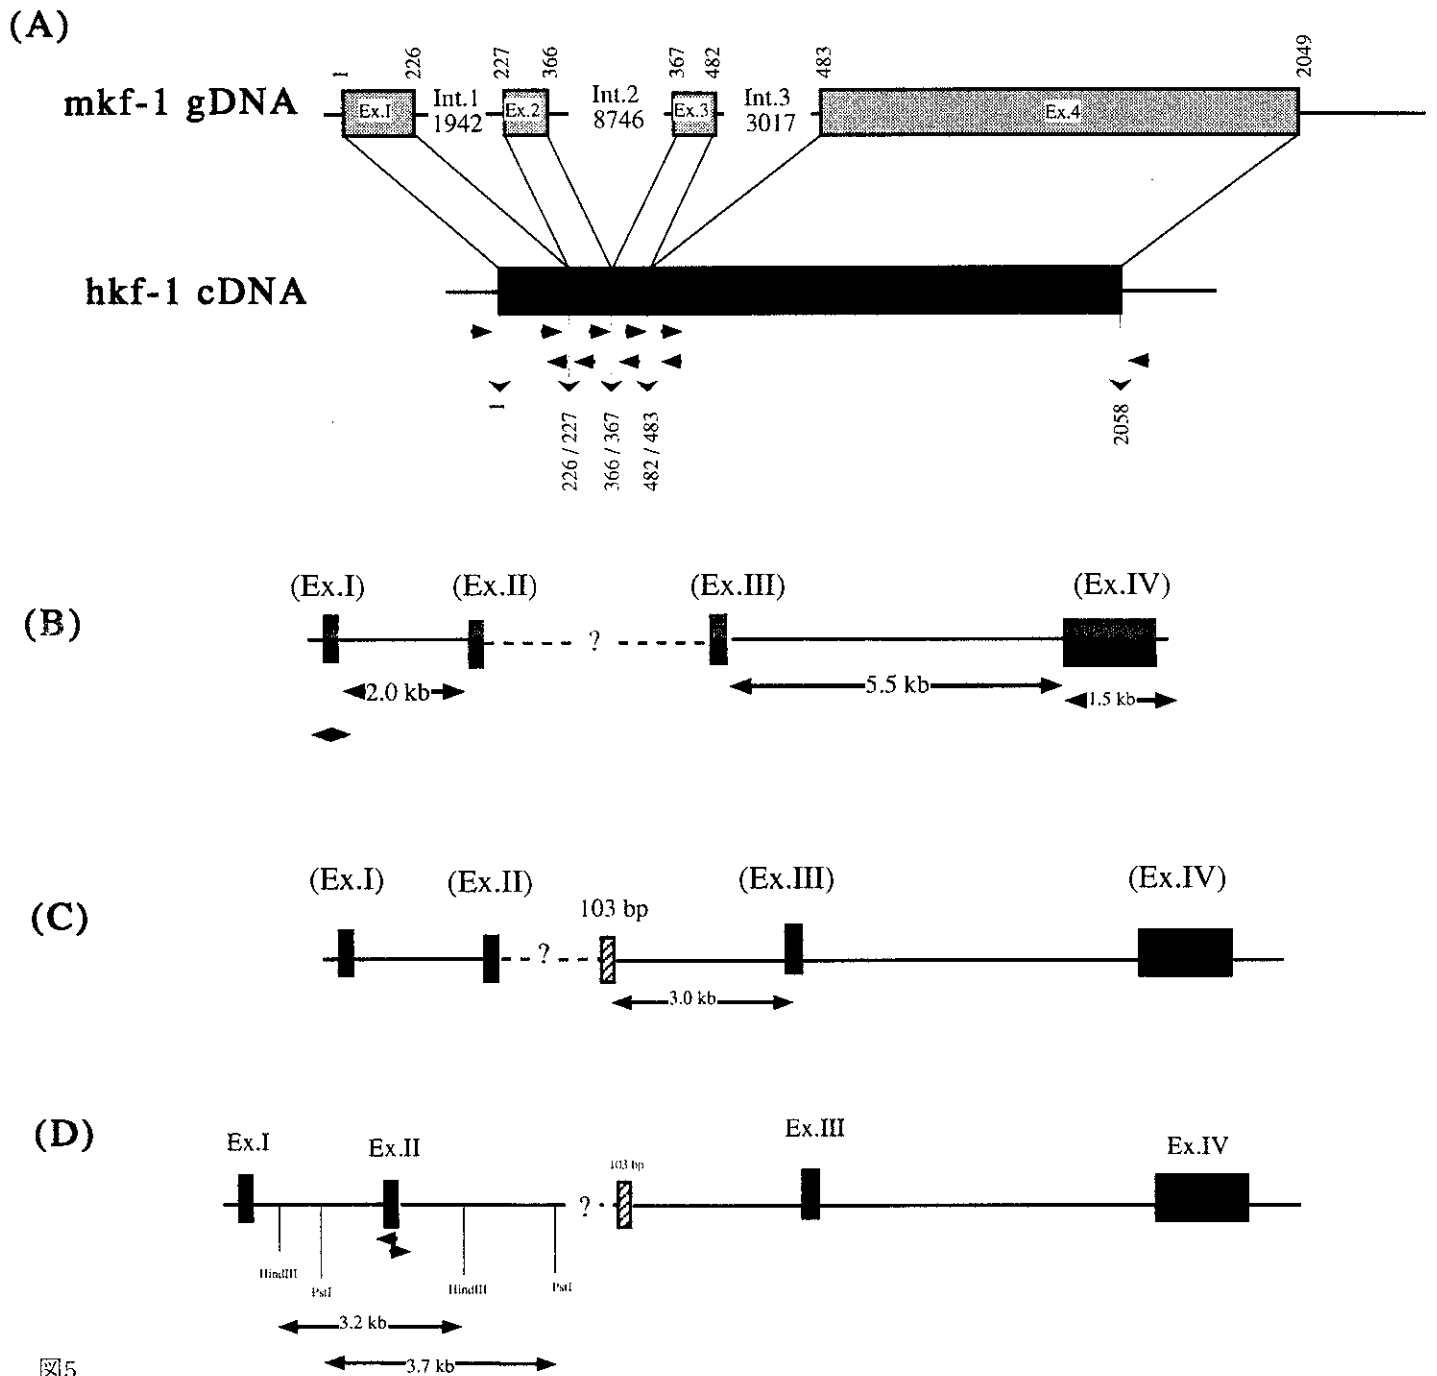 (A)
1 226 227 366 367 482 483 2049
mkf-1 gDNA
Ex.1 Int.1 Ex.2 Int.2 Ex.3 Int.3 Ex.4
1942 8746 3017
hkf-1 cDNA
1 226 / 227 366 / 367 482 / 483 2058
(B)
(Ex.I) (Ex.II) (Ex.III) (Ex.IV)
?
2.0 kb 5.5 kb 1.5 kb
(C)
(Ex.I) (Ex.II) (Ex.III) (Ex.IV)
103 bp
?
3.0 kb
(D)
Ex.I Ex.II Ex.III Ex.IV
103 bp
?
HindIII PstI HindIII PstI
3.2 kb
3.7 kb
図5